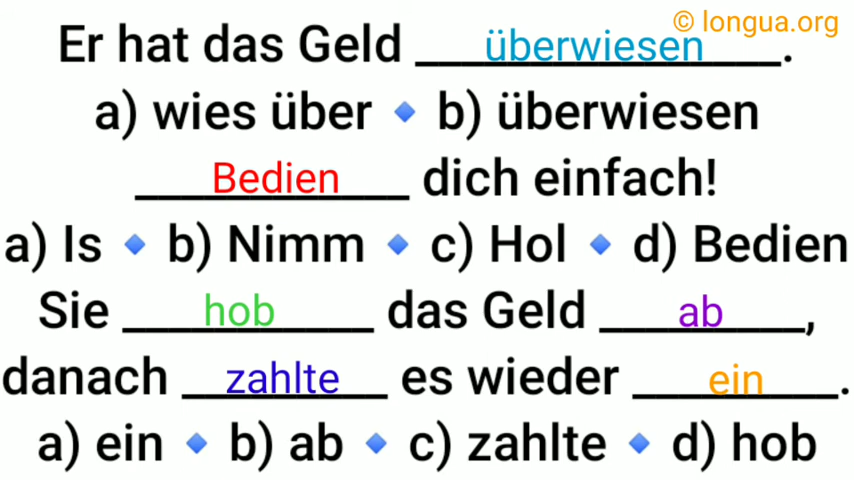 © longua.org
Er hat das Geld überwiesen.
a) wies über 🔹 b) überwiesen
Bedien dich einfach!
a) Is 🔹 b) Nimm 🔹 c) Hol 🔹 d) Bedien
Sie hob das Geld ab,
danach zahlte es wieder ein.
a) ein 🔹 b) ab 🔹 c) zahlte 🔹 d) hob